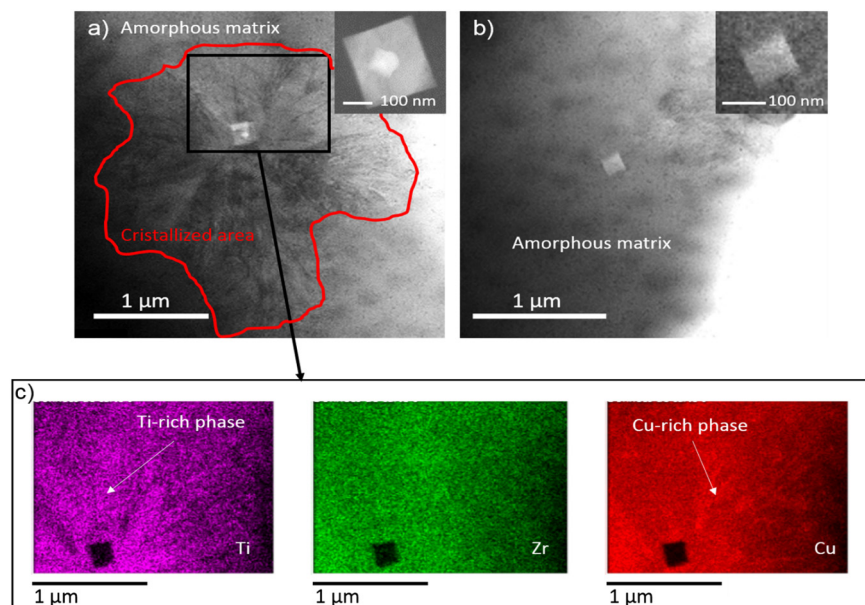 a)
Amorphous matrix
100 nm
Cristallized area
1 µm
b)
100 nm
Amorphous matrix
1 µm
c)
Ti-rich phase
Ti
1 µm
Zr
1 µm
Cu-rich phase
Cu
1 µm